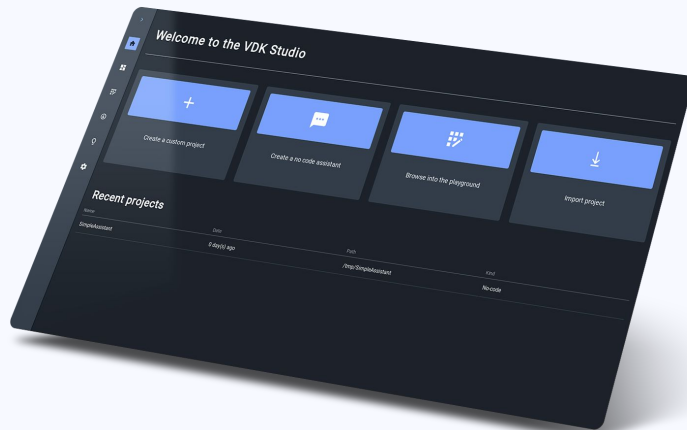 Welcome to the VDK Studio
Create a custom project
Create a no code assistant
Browse into the playground
Import project
Recent projects
Name Date Path Kind
SimpleAssistant 0 day(s) ago /tmp/SimpleAssistant No-code